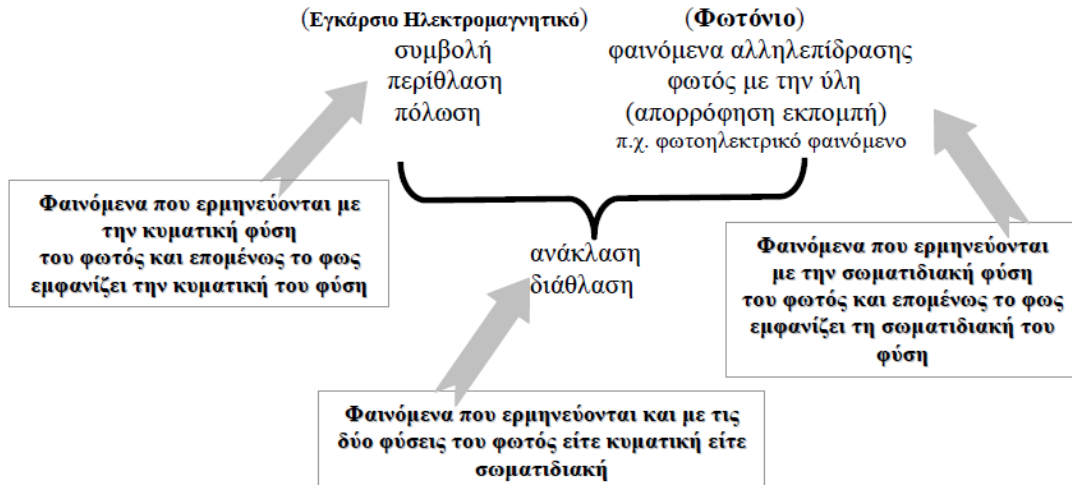 (Εγκάρσιο Ηλεκτρομαγνητικό)
συμβολή
περίθλαση
πόλωση
(Φωτόνιο)
φαινόμενα αλληλεπίδρασης
φωτός με την ύλη
(απορρόφηση εκπομπή)
π.χ. φωτοηλεκτρικό φαινόμενο
Φαινόμενα που ερμηνεύονται με
την κυματική φύση
του φωτός και επομένως το φως
εμφανίζει την κυματική του φύση
ανάκλαση
διάθλαση
Φαινόμενα που ερμηνεύονται
με την σωματιδιακή φύση
του φωτός και επομένως το φως
εμφανίζει τη σωματιδιακή του
φύση
Φαινόμενα που ερμηνεύονται και με τις
δύο φύσεις του φωτός είτε κυματική είτε
σωματιδιακή